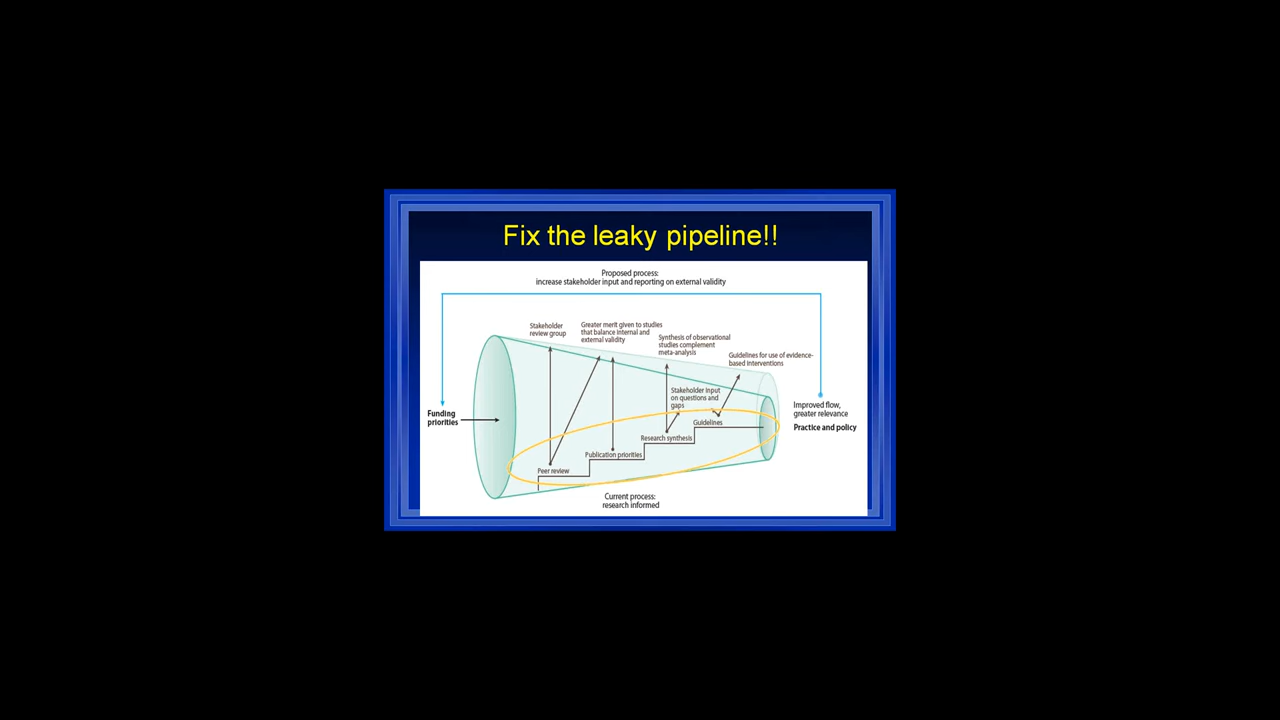 Fix the leaky pipeline!!
Proposed process:
increase stakeholder input and reporting on external validity
Stakeholder
review group
Greater merit given to studies
that balance internal and
external validity
Synthesis of observational
studies complement
meta-analysis
Guidelines for use of evidence-
based interventions
Stakeholder input
on questions and
gaps
Funding
priorities
Improved flow,
greater relevance
Practice and policy
Guidelines
Research synthesis
Publication priorities
Peer review
Current process:
research informed